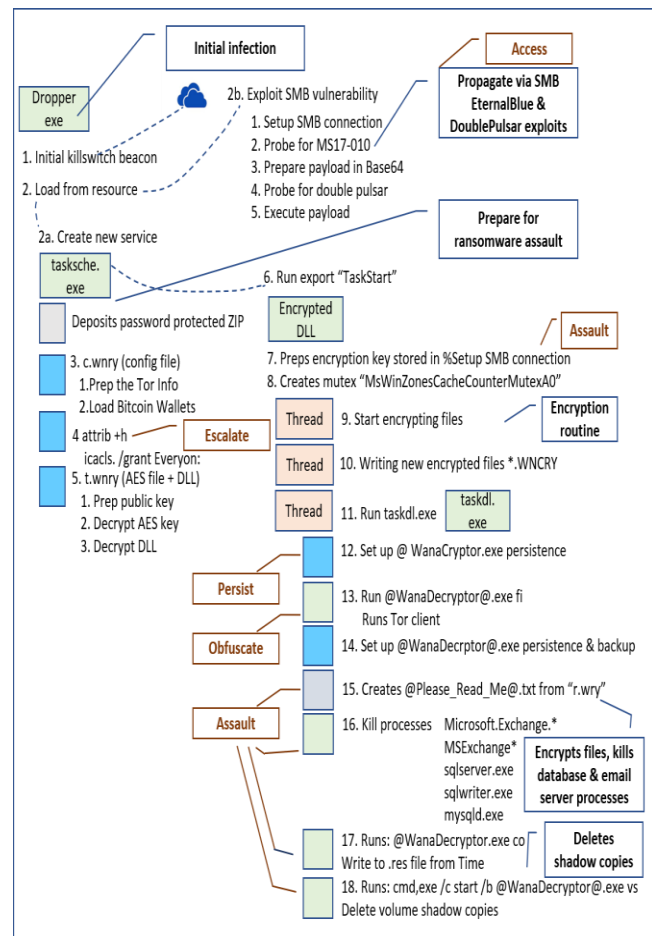 Initial infection
Access
Dropper
exe
2b. Exploit SMB vulnerability
Propagate via SMB
EternalBlue &
DoublePulsar exploits
1. Setup SMB connection
2. Probe for MS17-010
3. Prepare payload in Base64
4. Probe for double pulsar
5. Execute payload
1. Initial killswitch beacon
2. Load from resource
2a. Create new service
Prepare for
ransomware assault
tasksche.
exe
6. Run export “TaskStart”
Deposits password protected ZIP
Encrypted
DLL
Assault
7. Preps encryption key stored in %Setup SMB connection
8. Creates mutex “MsWinZonesCacheCounterMutexA0”
3. c.wnry (config file)
1.Prep the Tor Info
2.Load Bitcoin Wallets
Thread
9. Start encrypting files
Encryption
routine
4 attrib +h
icacls. /grant Everyon:
Escalate
Thread
10. Writing new encrypted files *.WNCRY
5. t.wnry (AES file + DLL)
1. Prep public key
2. Decrypt AES key
3. Decrypt DLL
Thread
11. Run taskdl.exe
taskdl.
exe
12. Set up @ WanaCryptor.exe persistence
Persist
13. Run @WanaDecryptor@.exe fi
Runs Tor client
Obfuscate
14. Set up @WanaDecrptor@.exe persistence & backup
15. Creates @Please_Read_Me@.txt from “r.wry”
Assault
16. Kill processes
Microsoft.Exchange.*
MSExchange*
sqlserver.exe
sqlwriter.exe
mysqld.exe
Encrypts files, kills
database & email
server processes
17. Runs: @WanaDecryptor.exe co
Write to .res file from Time
Deletes
shadow copies
18. Runs: cmd,exe /c start /b @WanaDecryptor@.exe vs
Delete volume shadow copies